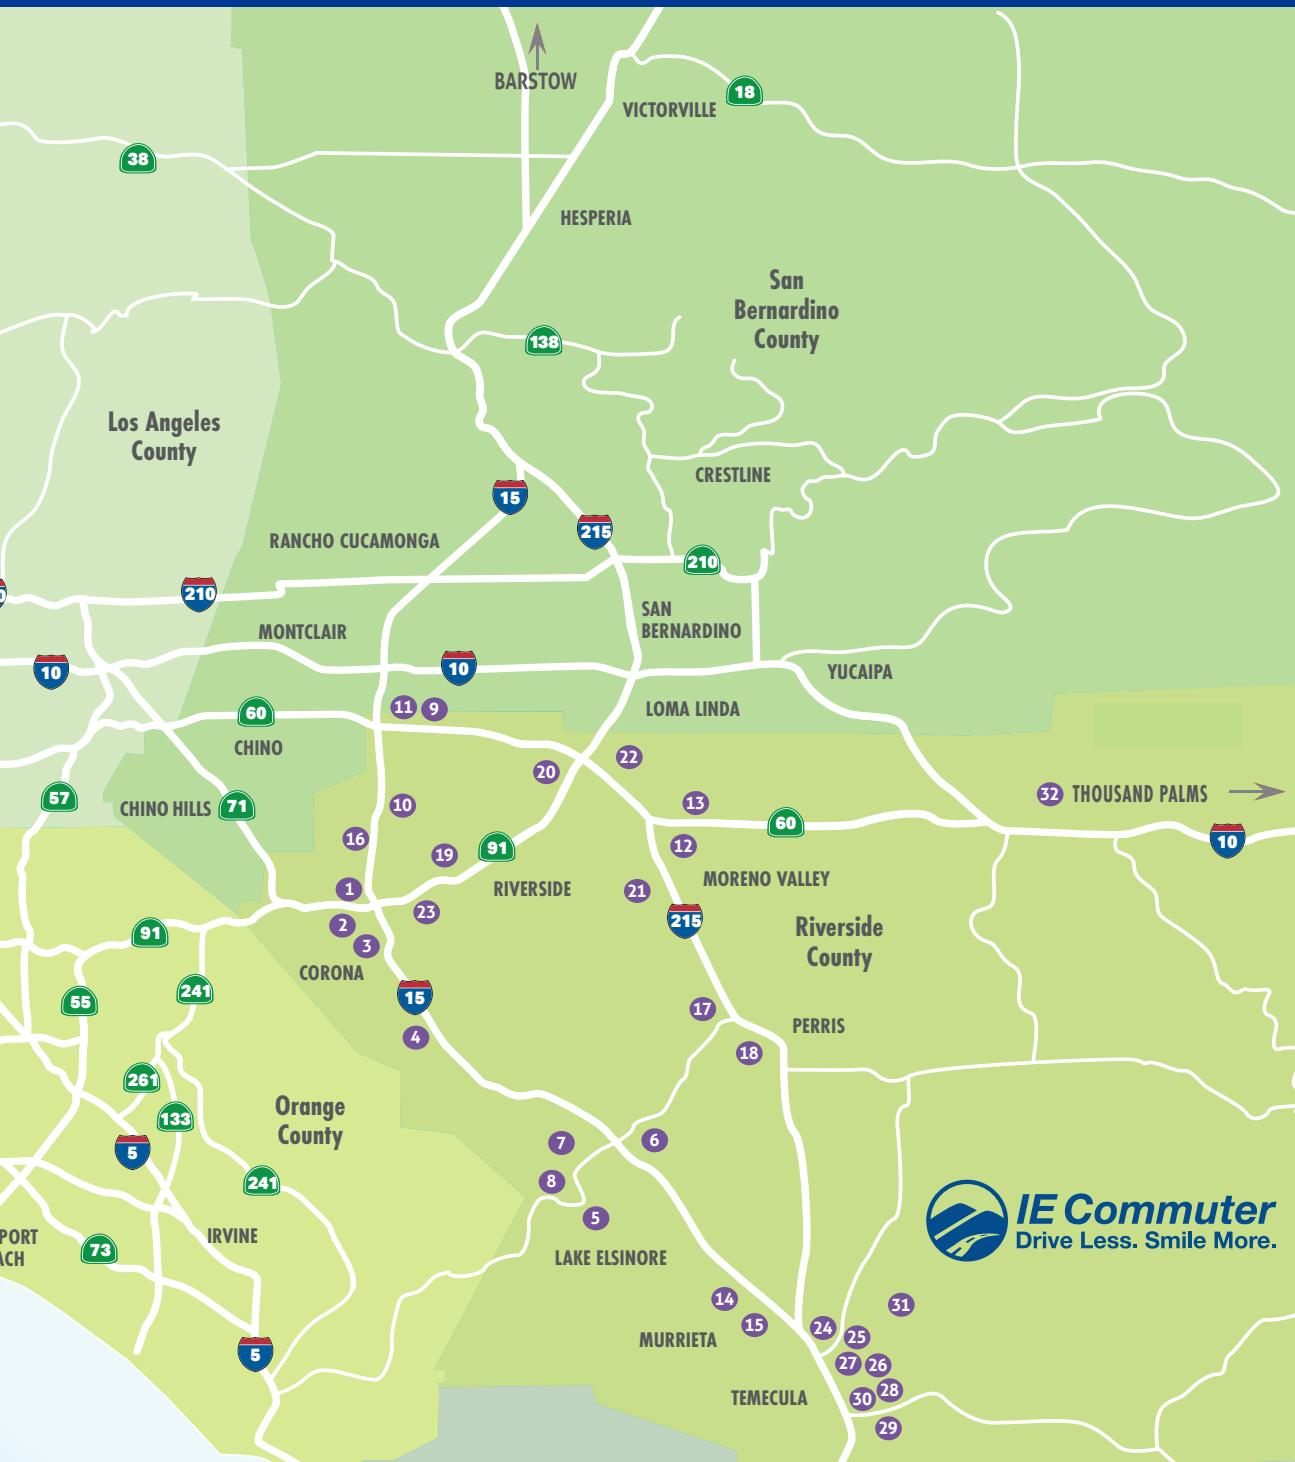 BARSTOW
18
VICTORVILLE
38
HESPERIA
San
Bernardino
County
138
Los Angeles
County
CRESTLINE
15
215
RANCHO CUCAMONGA
210
210
SAN
BERNARDINO
MONTCLAIR
10
10
YUCAIPA
11
9
LOMA LINDA
60
CHINO
22
20
32
THOUSAND PALMS
57
CHINO HILLS
71
10
13
60
10
16
19
91
12
1
RIVERSIDE
21
MORENO VALLEY
2
23
215
Riverside
County
91
3
CORONA
241
15
55
17
4
PERRIS
18
261
133
Orange
County
5
7
6
241
8
5
IE Commuter
Drive Less. Smile More.
PORT
ACH
73
IRVINE
LAKE ELSINORE
14
31
15
24
25
MURRIETA
5
27
26
TEMECULA
30
28
29